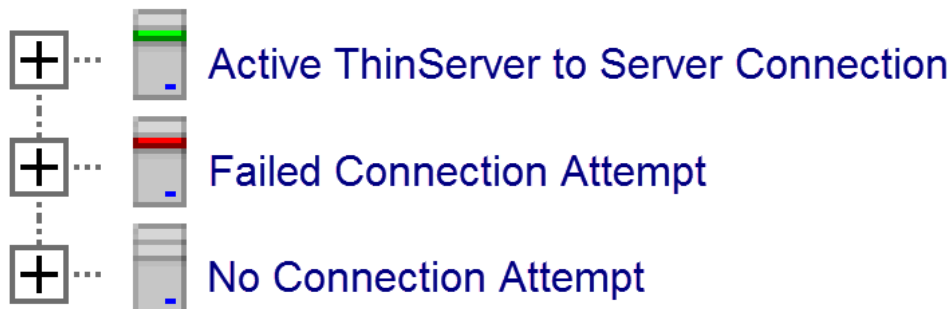 Active ThinServer to Server Connection
Failed Connection Attempt
No Connection Attempt